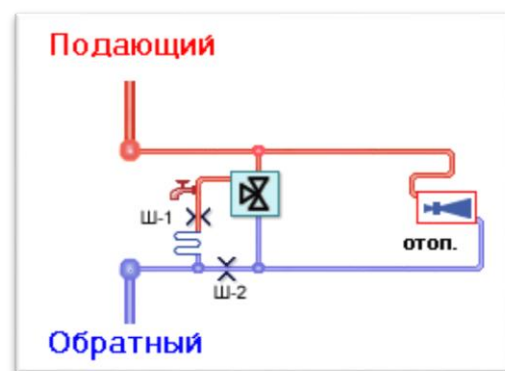 Подающий
Ш-1
отоп.
Ш-2
Обратный